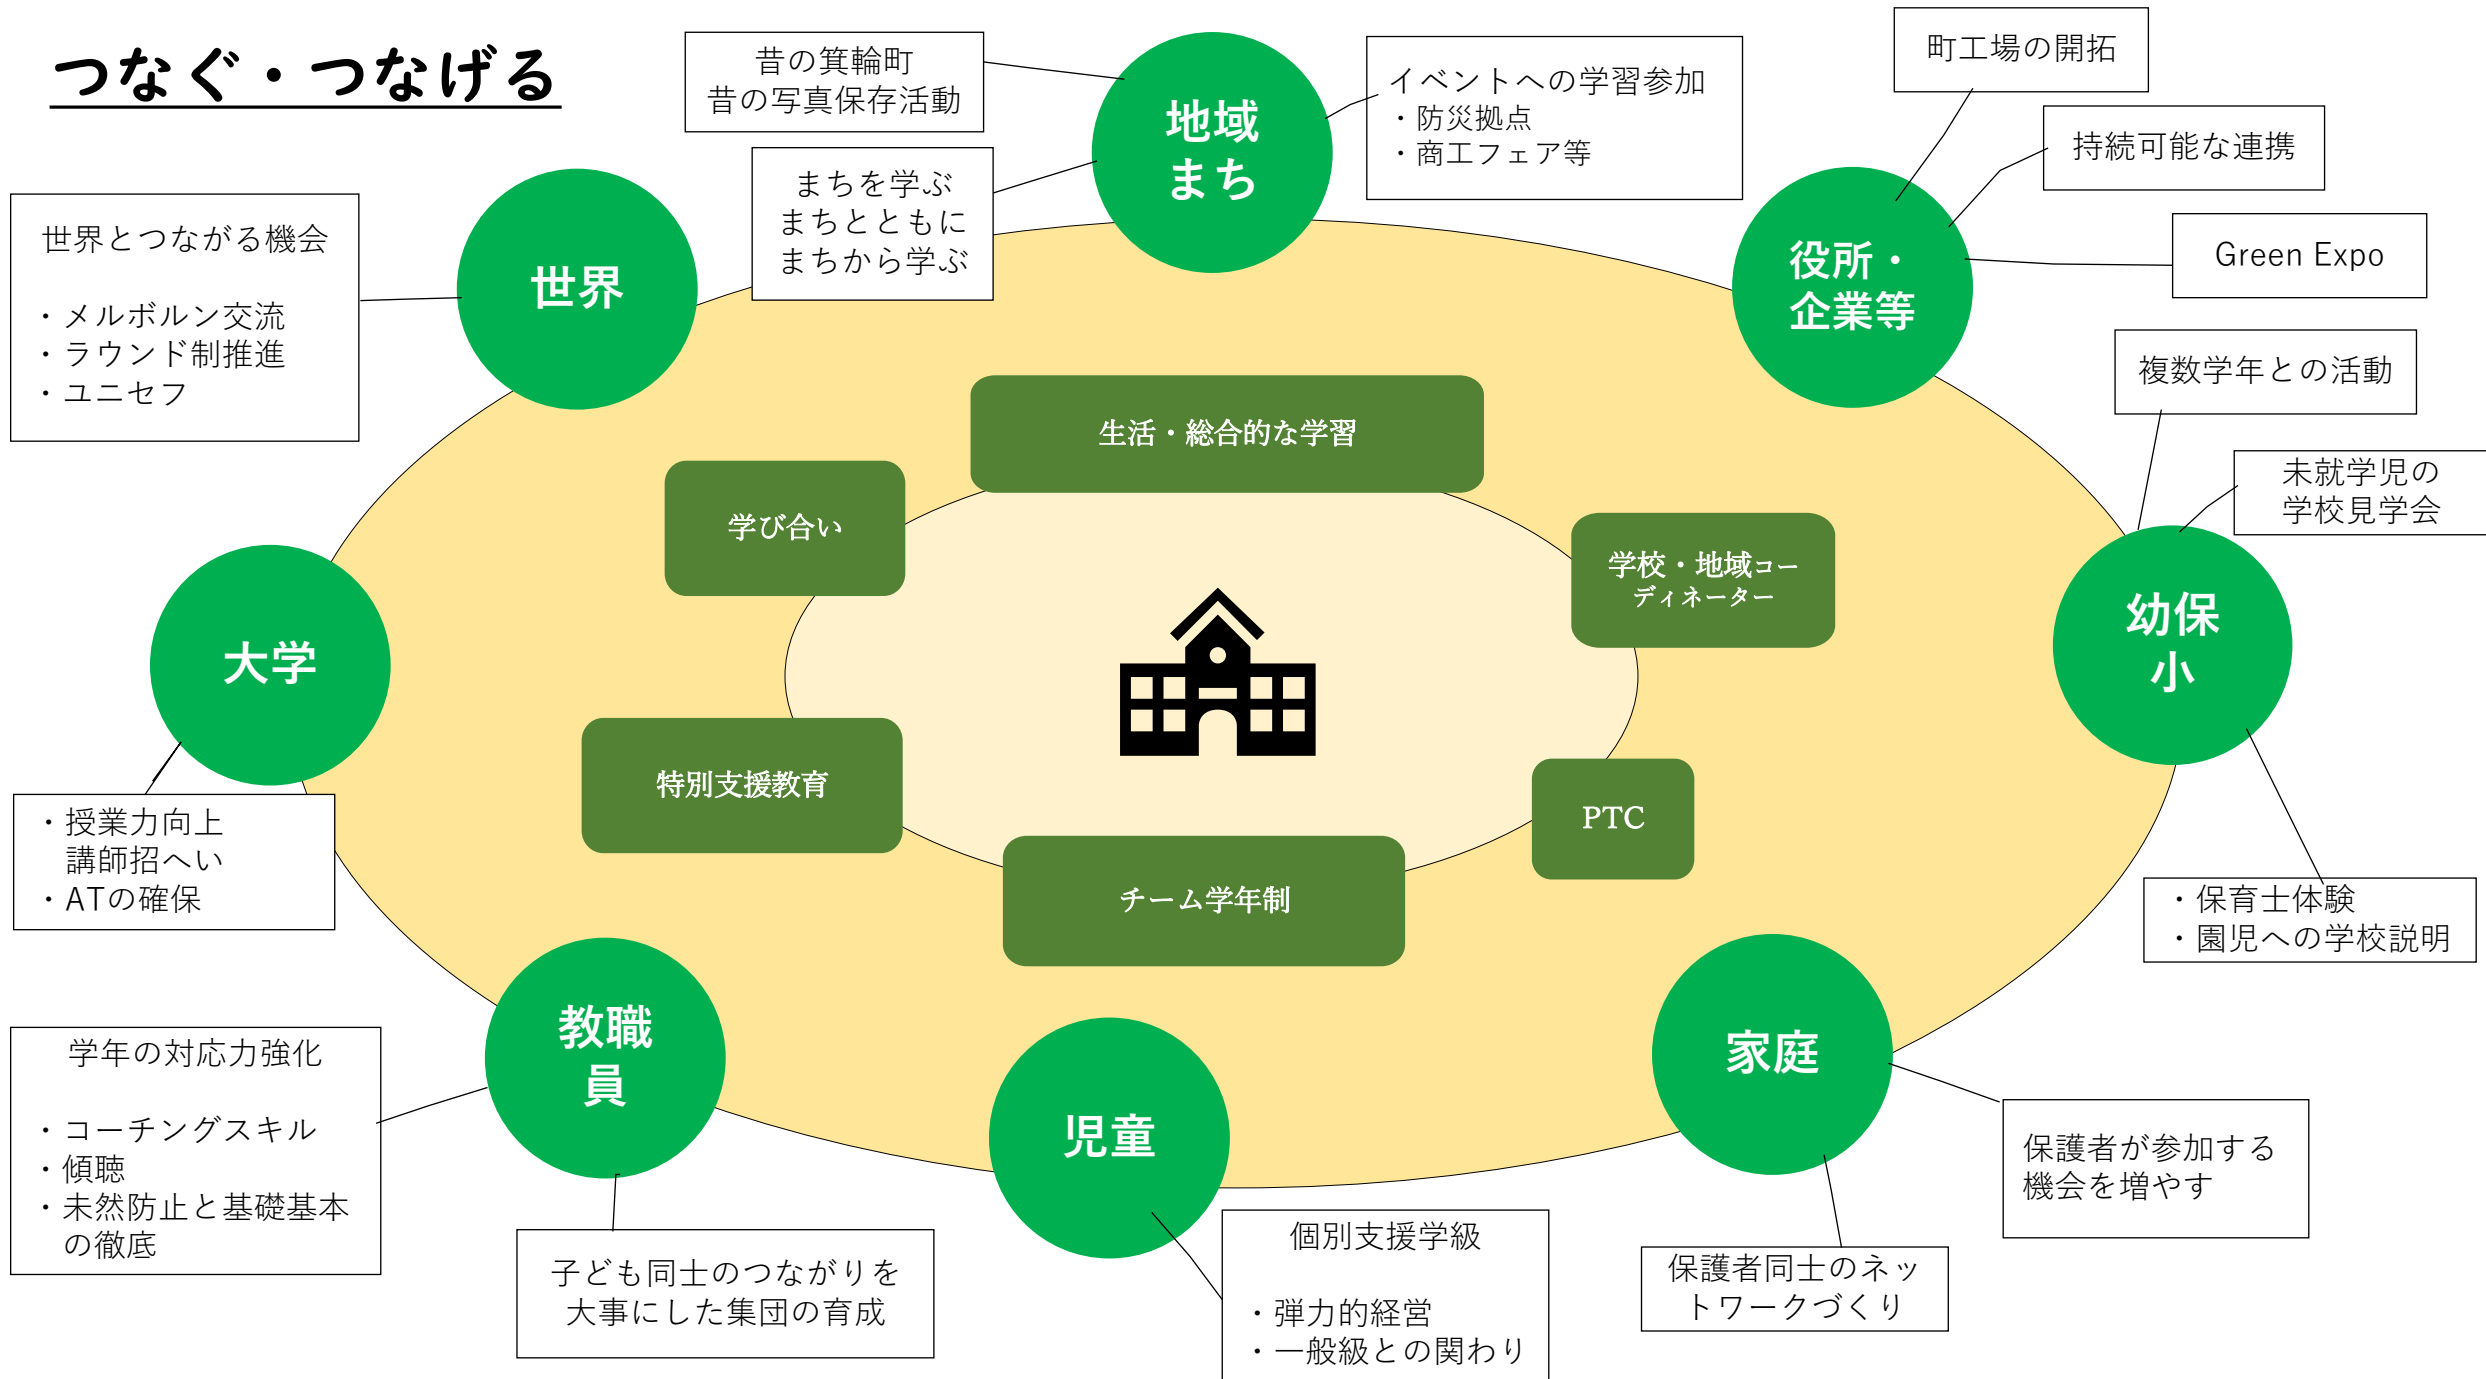 つなぐ・つなげる
昔の箕輪町
昔の写真保存活動
まちを学ぶ
まちとともに
まちから学ぶ
地域
まち
イベントへの学習参加
・防災拠点
・商工フェア等
町工場の開拓
持続可能な連携
Green Expo
役所・
企業等
世界とつながる機会
・メルボルン交流
・ラウンド制推進
・ユニセフ
世界
複数学年との活動
未就学児の
学校見学会
幼保
小
・保育士体験
・園児への学校説明
生活・総合的な学習
学び合い
学校・地域コー
ディネーター
特別支援教育
PTC
チーム学年制
大学
・授業力向上
講師招へい
・ATの確保
教職
員
学年の対応力強化
・コーチングスキル
・傾聴
・未然防止と基礎基本
の徹底
子ども同士のつながりを
大事にした集団の育成
児童
個別支援学級
・弾力的経営
・一般級との関わり
家庭
保護者が参加する
機会を増やす
保護者同士のネッ
トワークづくり